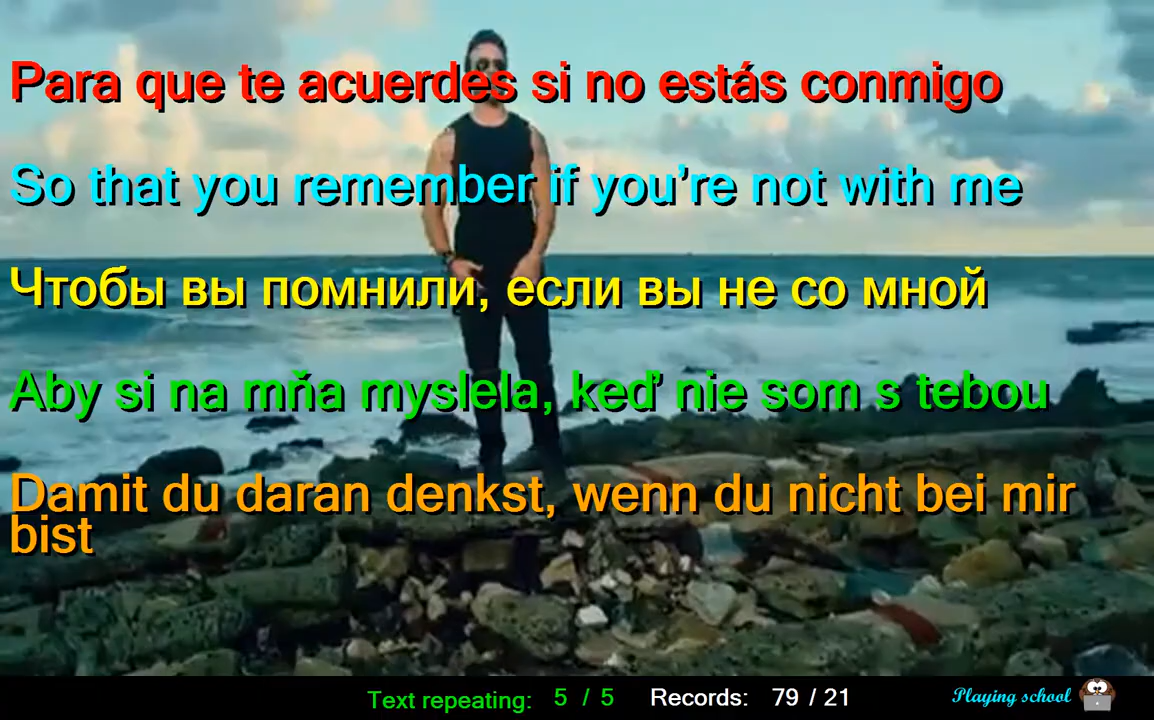 Para que te acuerdes si no estás conmigo
So that you remember if you’re not with me
Чтобы вы помнили, если вы не со мной
Aby si na mňa myslela, keď nie som s tebou
Damit du daran denkst, wenn du nicht bei mir
bist
Text repeating: 5 / 5 Records: 79 / 21 Playing school